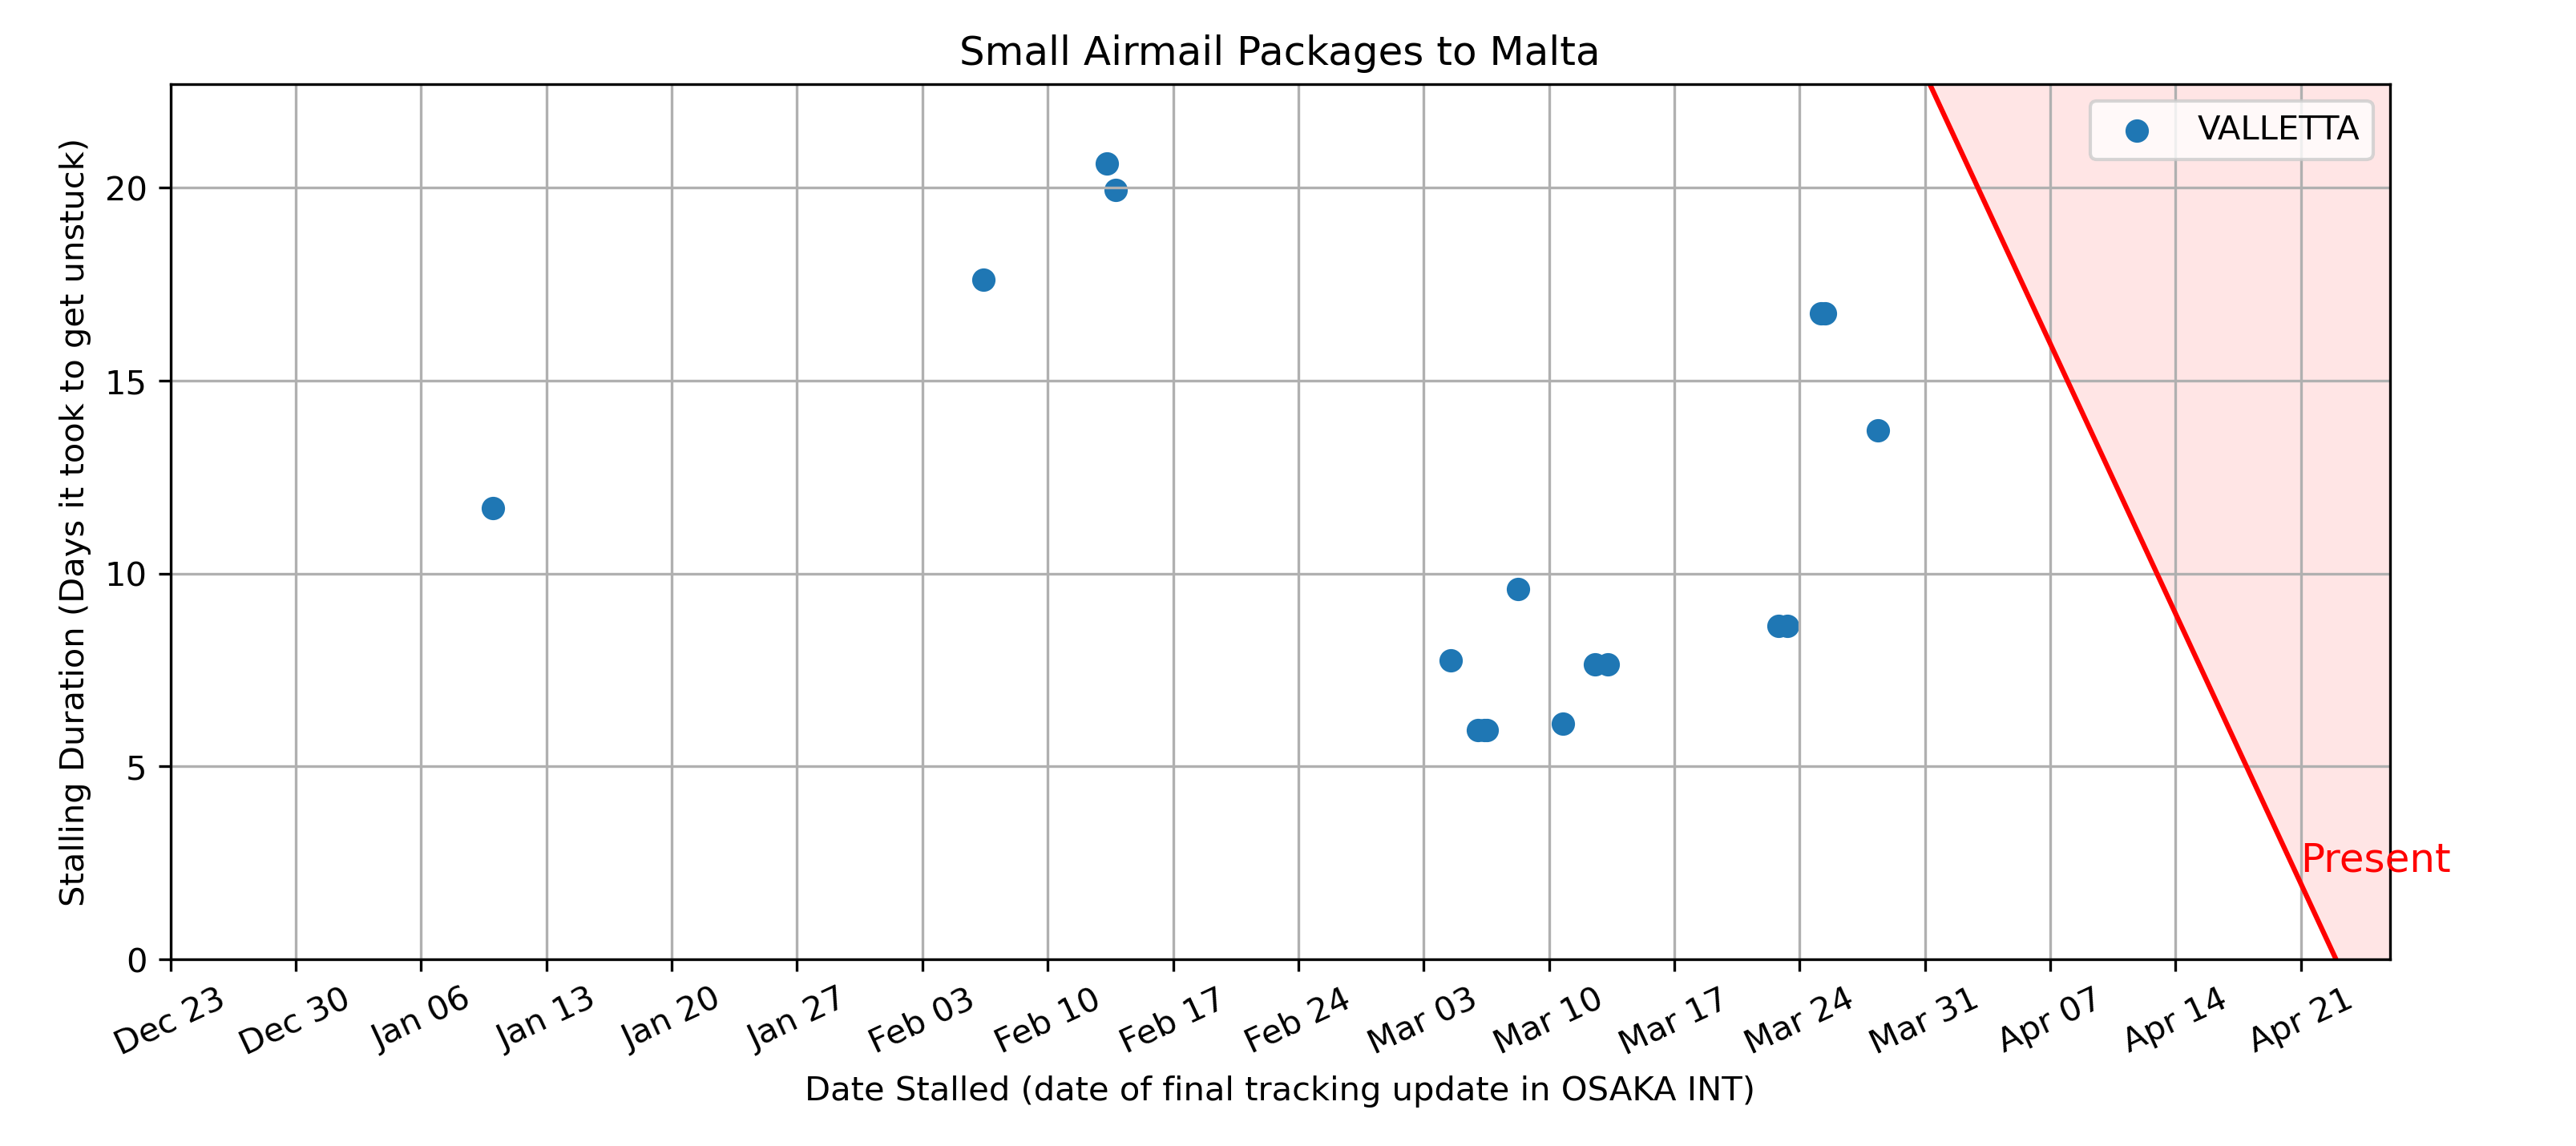 Small Airmail Packages to Malta
VALLETTA
Stalling Duration (Days it took to get unstuck)
20
15
10
5
0
Present
Dec 23
Dec 30
Jan 06
Jan 13
Jan 20
Jan 27
Feb 03
Feb 10
Feb 17
Feb 24
Mar 03
Mar 10
Mar 17
Mar 24
Mar 31
Apr 07
Apr 14
Apr 21
Date Stalled (date of final tracking update in OSAKA INT)